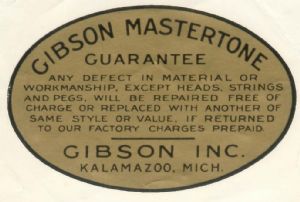 GIBSON MASTERTONE
GUARANTEE
ANY DEFECT IN MATERIAL OR
WORKMANSHIP, EXCEPT HEADS, STRINGS
AND PEGS, WILL BE REPAIRED FREE OF
CHARGE OR REPLACED WITH ANOTHER OF
SAME STYLE OR VALUE, IF RETURNED
TO OUR FACTORY CHARGES PREPAID.
GIBSON INC.
KALAMAZOO, MICH.